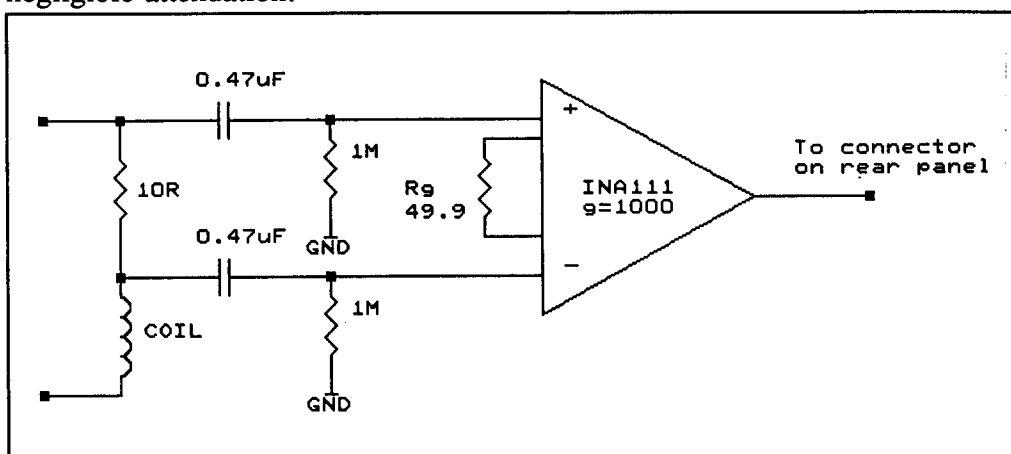 negligible attenuation.
0.47uF
1M
10R
GND
0.47uF
1M
COIL
GND
+
Rg
49.9
INA111
g=1000
−
To connector
on rear panel